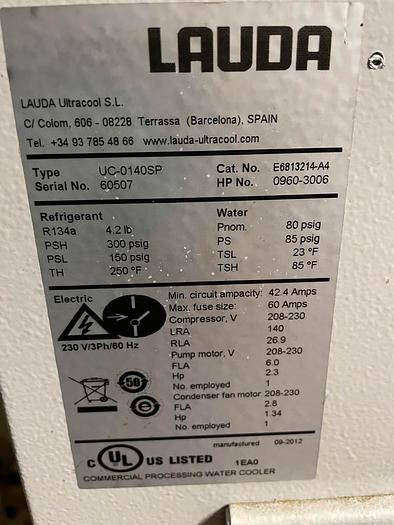 LAUDA
LAUDA Ultracool S.L.
C/ Colom, 606 - 08228 Terrassa (Barcelona), SPAIN
Tel. +34 93 785 48 66 www.lauda-ultracool.com
Type UC-0140SP Cat. No. E6813214-A4
Serial No. 60507 HP No. 0960-3006
Refrigerant Water
R134a 4.2 lb Pnom. 80 psig
PSH 300 psig PS 85 psig
PSL 150 psig TSL 23 °F
TH 250 °F TSH 85 °F
Electric Min. circuit ampacity: 42.4 Amps
Max. fuse size: 60 Amps
Compressor, V 208-230
LRA 140
230 V/3Ph/60 Hz RLA 26.9
Pump motor, V 208-230
FLA 6.0
Hp 2.3
No. employed 1
50 Condenser fan motor 208-230
FLA 2.8
Hp 1.34
No. employed 1
manufactured 09-2012
C UL US LISTED 1EA0
COMMERCIAL PROCESSING WATER COOLER